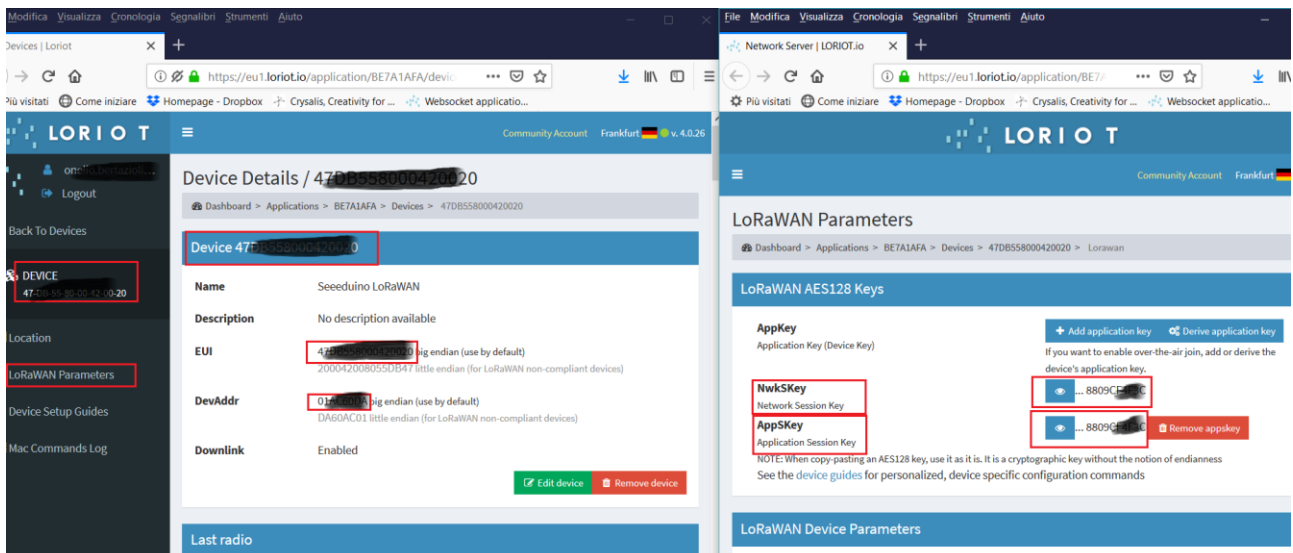 Modifica Visualizza Cronologia Segnalibri Strumenti Aiuto
Devices | Loriot
https://eu1.loriot.io/application/BE7A1AFA/devic
Più visitati Come iniziare Homepage - Dropbox Crysalis, Creativity for ... Websocket applicatio...
LORIOT
Community Account Frankfurt v. 4.0.26
Logout
Back To Devices
DEVICE
Location
LoRaWAN Parameters
Device Setup Guides
Mac Commands Log
Device Details /
Dashboard > Applications > BE7A1AFA > Devices > 47DB558000420020
Device
Name Seeeduino LoRaWAN
Description No description available
EUI big endian (use by default)
200042008055DB47 little endian (for LoRaWAN non-compliant devices)
DevAddr big endian (use by default)
DA60AC01 little endian (for LoRaWAN non-compliant devices)
Downlink Enabled
Edit device Remove device
Last radio
File Modifica Visualizza Cronologia Segnalibri Strumenti Aiuto
Network Server | LORIOT.io
https://eu1.loriot.io/application/BE7A
Più visitati Come iniziare Homepage - Dropbox Crysalis, Creativity for ... Websocket applicatio...
LORIOT
Community Account Frankfurt
LoRaWAN Parameters
Dashboard > Applications > BE7A1AFA > Devices > 47DB558000420020 > Lorawan
LoRaWAN AES128 Keys
AppKey
Application Key (Device Key)
Add application key Derive application key
If you want to enable over-the-air join, add or derive the
device's application key.
NwkSKey
Network Session Key
AppSKey
Application Session Key
Remove appskey
NOTE: When copy-pasting an AES128 key, use it as it is. It is a cryptographic key without the notion of endianness
See the device guides for personalized, device specific configuration commands
LoRaWAN Device Parameters